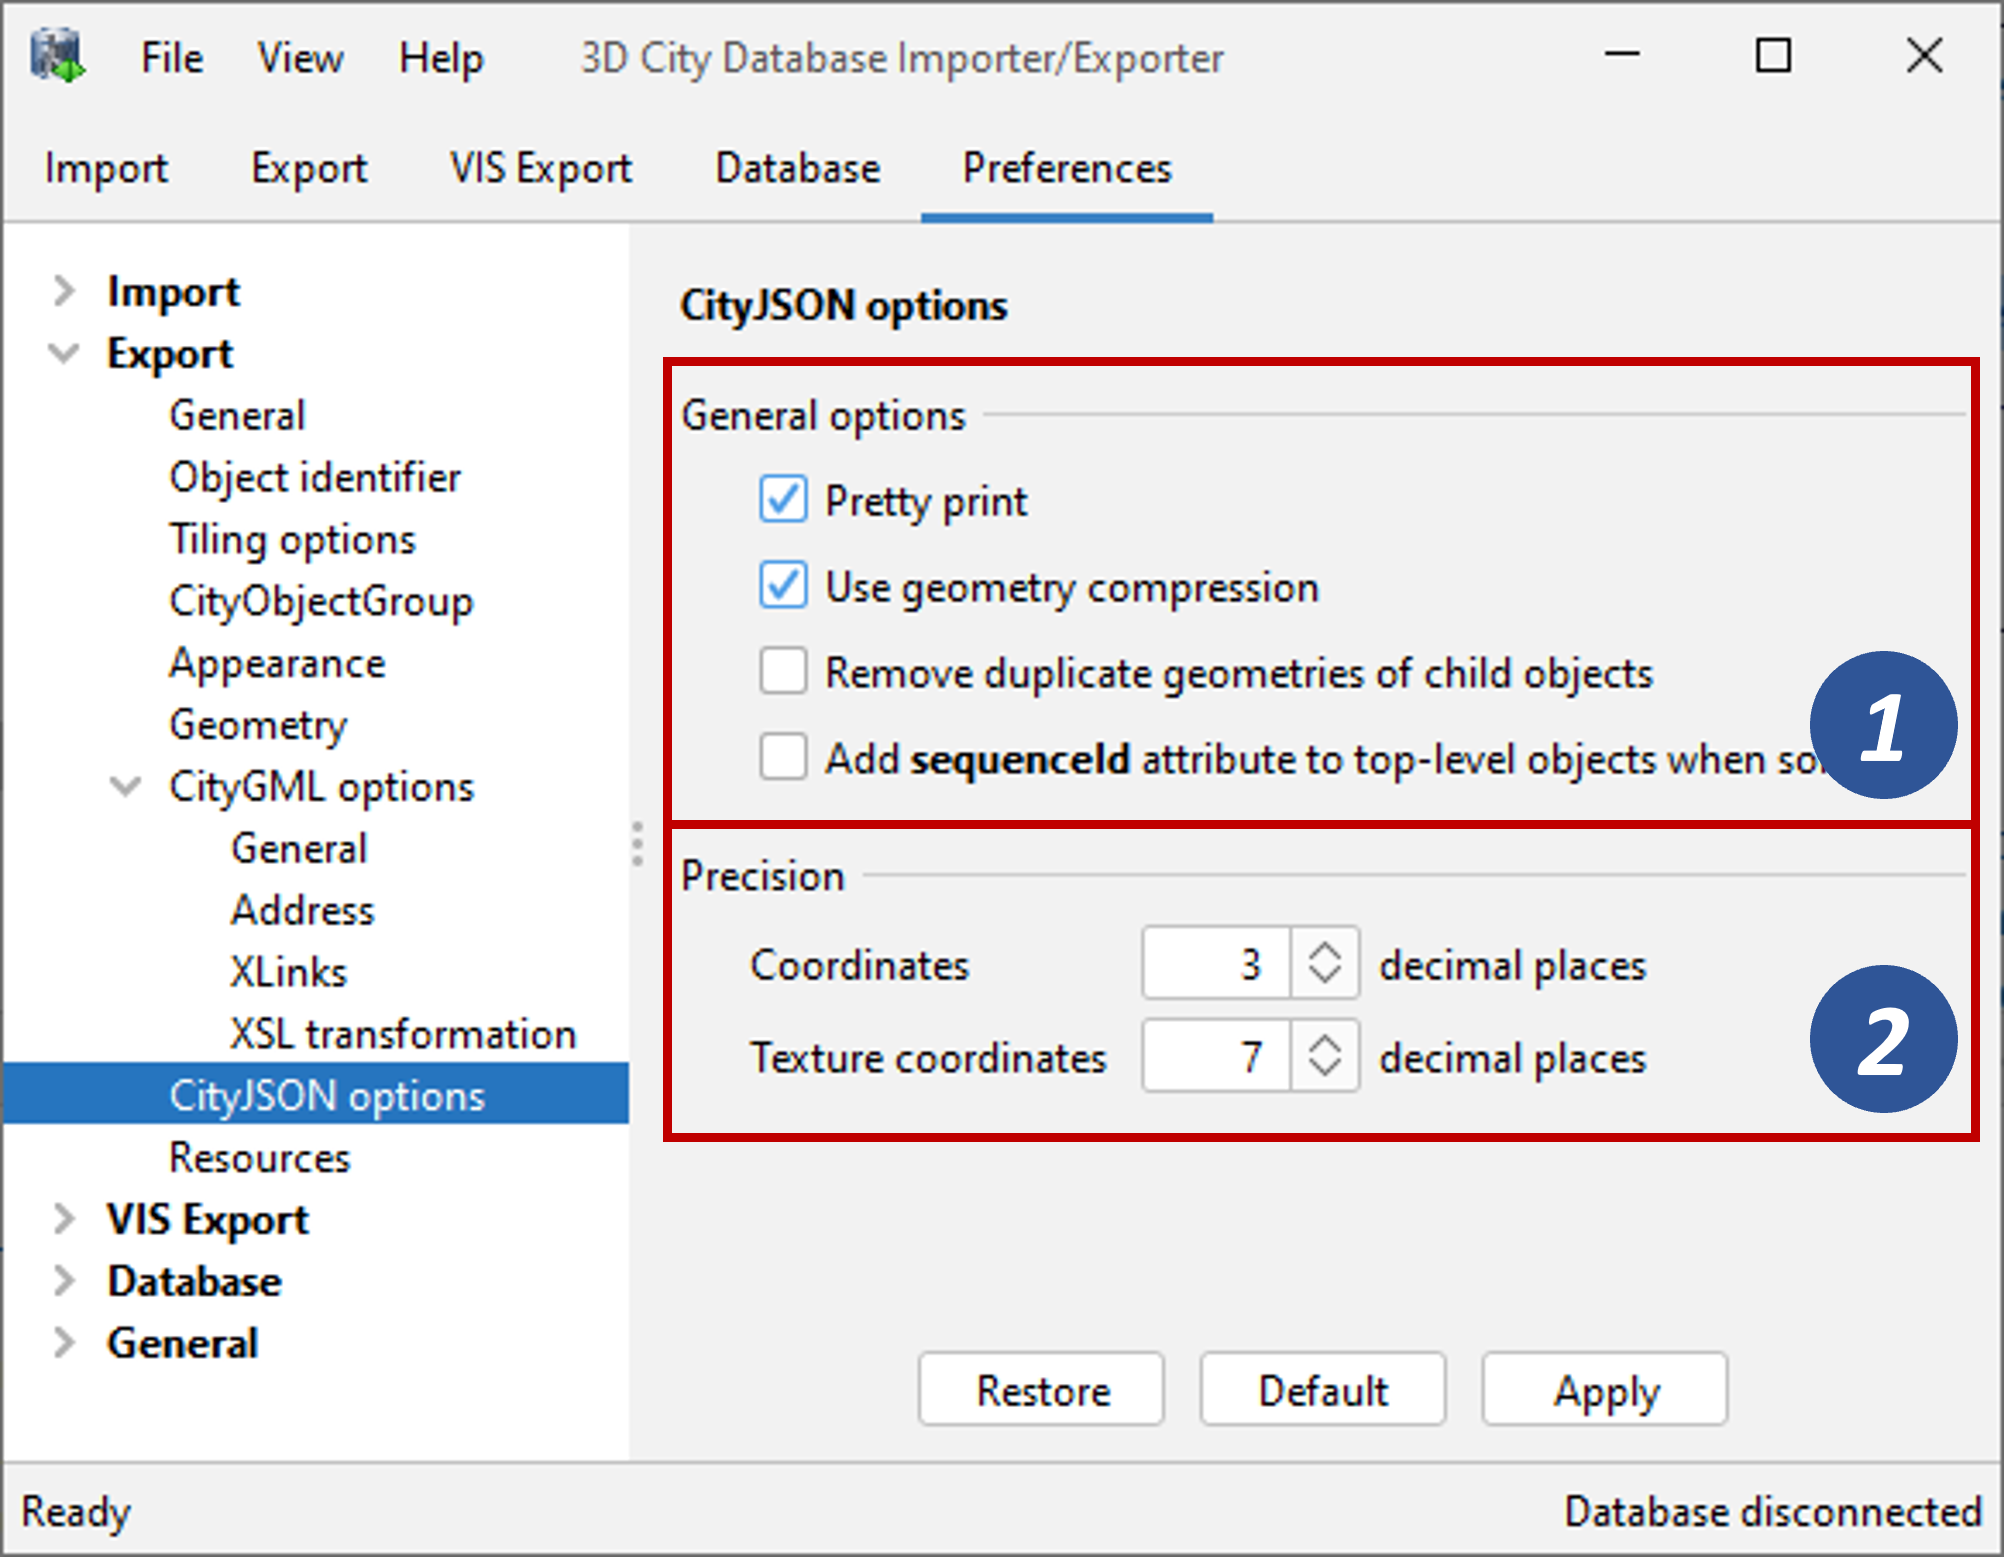 File View Help 3D City Database Importer/Exporter
Import Export VIS Export Database Preferences
Import
Export
General
Object identifier
Tiling options
CityObjectGroup
Appearance
Geometry
CityGML options
General
Address
XLinks
XSL transformation
CityJSON options
Resources
VIS Export
Database
General
CityJSON options
General options
Pretty print
Use geometry compression
Remove duplicate geometries of child objects
Add sequenceId attribute to top-level objects when
1
Precision
Coordinates 3 decimal places
Texture coordinates 7 decimal places
2
Restore Default Apply
Ready Database disconnected